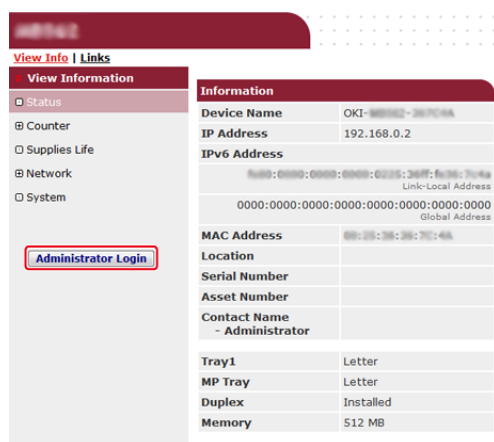 View Info | Links
View Information
Status
Counter
Supplies Life
Network
System
Administrator Login
Information
Device Name OKI-
IP Address 192.168.0.2
IPv6 Address
Link-Local Address
0000:0000:0000:0000:0000:0000:0000:0000
Global Address
MAC Address
Location
Serial Number
Asset Number
Contact Name
- Administrator
Tray1 Letter
MP Tray Letter
Duplex Installed
Memory 512 MB